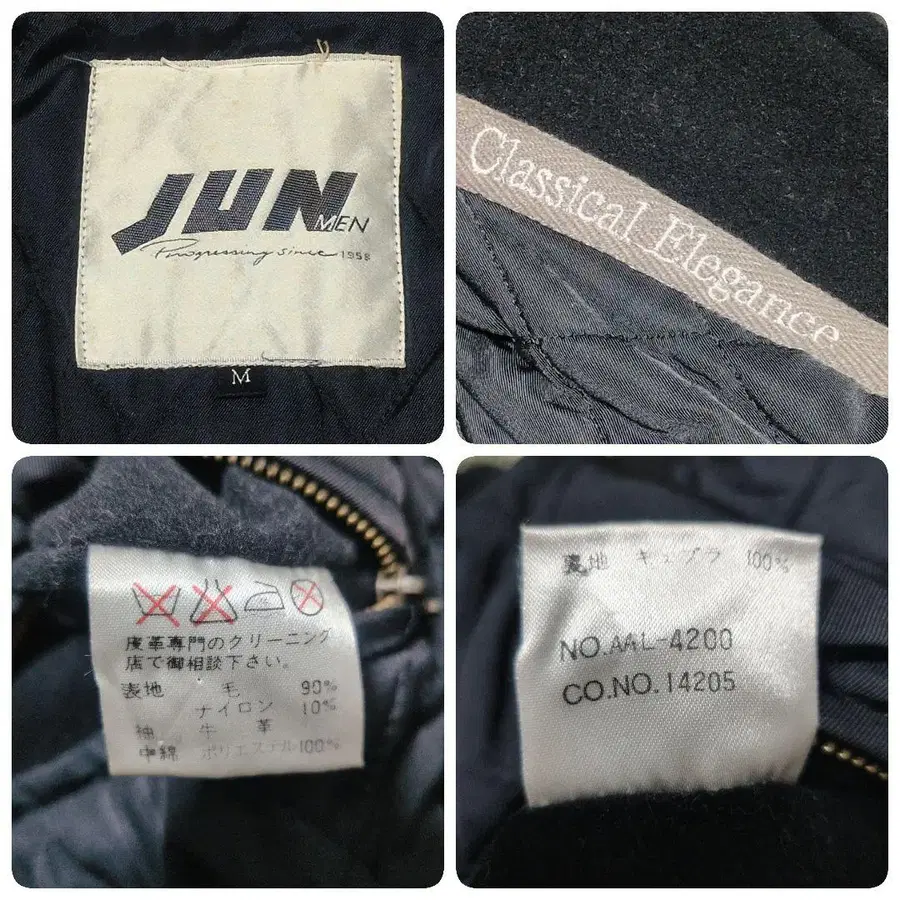 JUN
MEN
Progressing since 1958
M
Classical Elegance
皮革専門のクリーニング
店で御相談下さい。
表地 毛 90%
ナイロン 10%
袖 牛革
中綿 ポリエステル100%
裏地 キュプラ 100%
NO.AAL-4200
CO.NO.14205